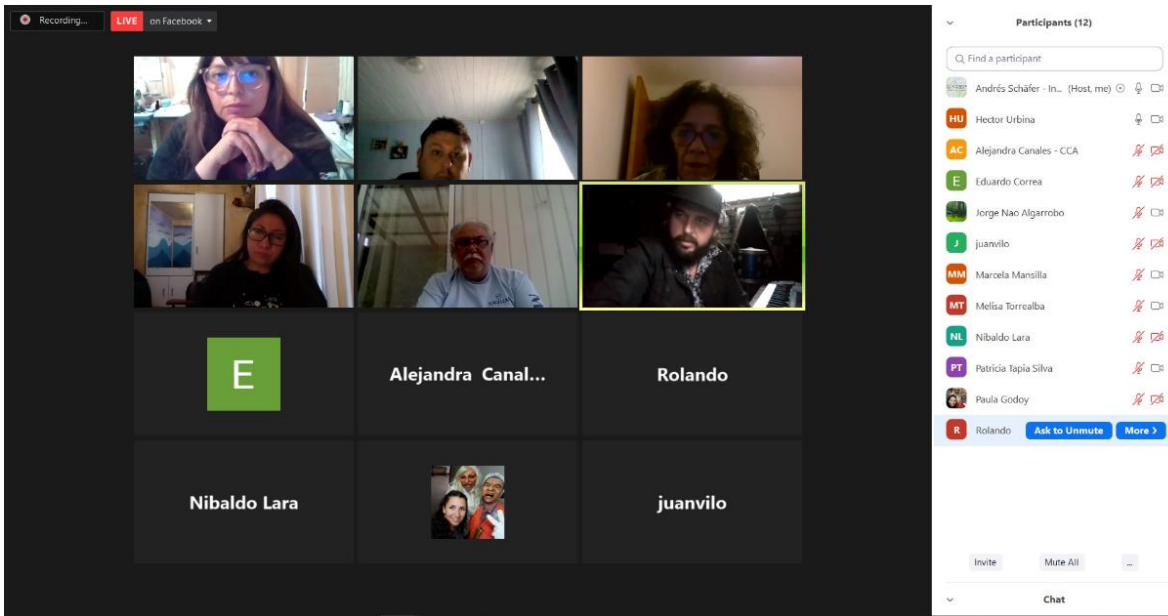 Recording...
LIVE on Facebook
Participants (12)
Find a participant
Andrés Schäfer - In... (Host, me)
HU Hector Urbina
AC Alejandra Canales - CCA
E Eduardo Correa
Jorge Nao Algarrobo
J juanvilo
MM Marcela Mansilla
MT Melisa Torrealba
NL Nibaldo Lara
PT Patricia Tapia Silva
Paula Godoy
R Rolando Ask to Unmute More >
E
Alejandra Canal...
Rolando
Nibaldo Lara
juanvilo
Invite Mute All ...
Chat